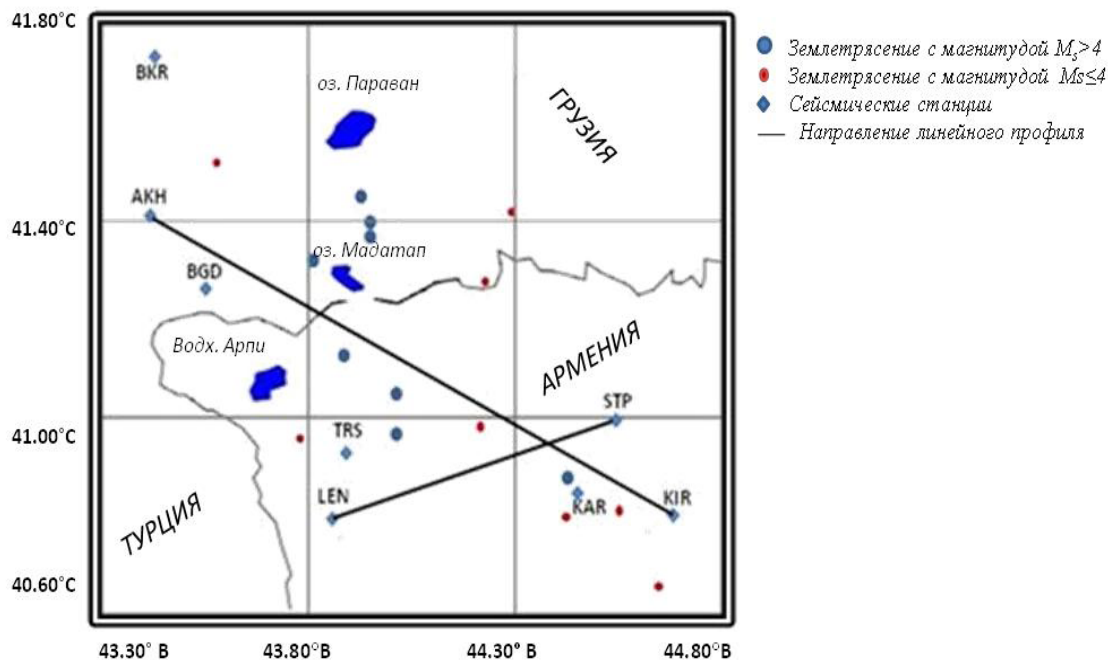 41.80°C
BKR
оз. Параван
ГРУЗИЯ
Землетрясение с магнитудой Ms>4
Землетрясение с магнитудой Ms≤4
Сейсмические станции
Направление линейного профиля
AKH
41.40°C
оз. Мадатап
BGD
Водх. Арпи
АРМЕНИЯ
STP
41.00°C
TRS
LEN
KAR
KIR
ТУРЦИЯ
40.60°C
43.30° В
43.80°В
44.30° В
44.80°В